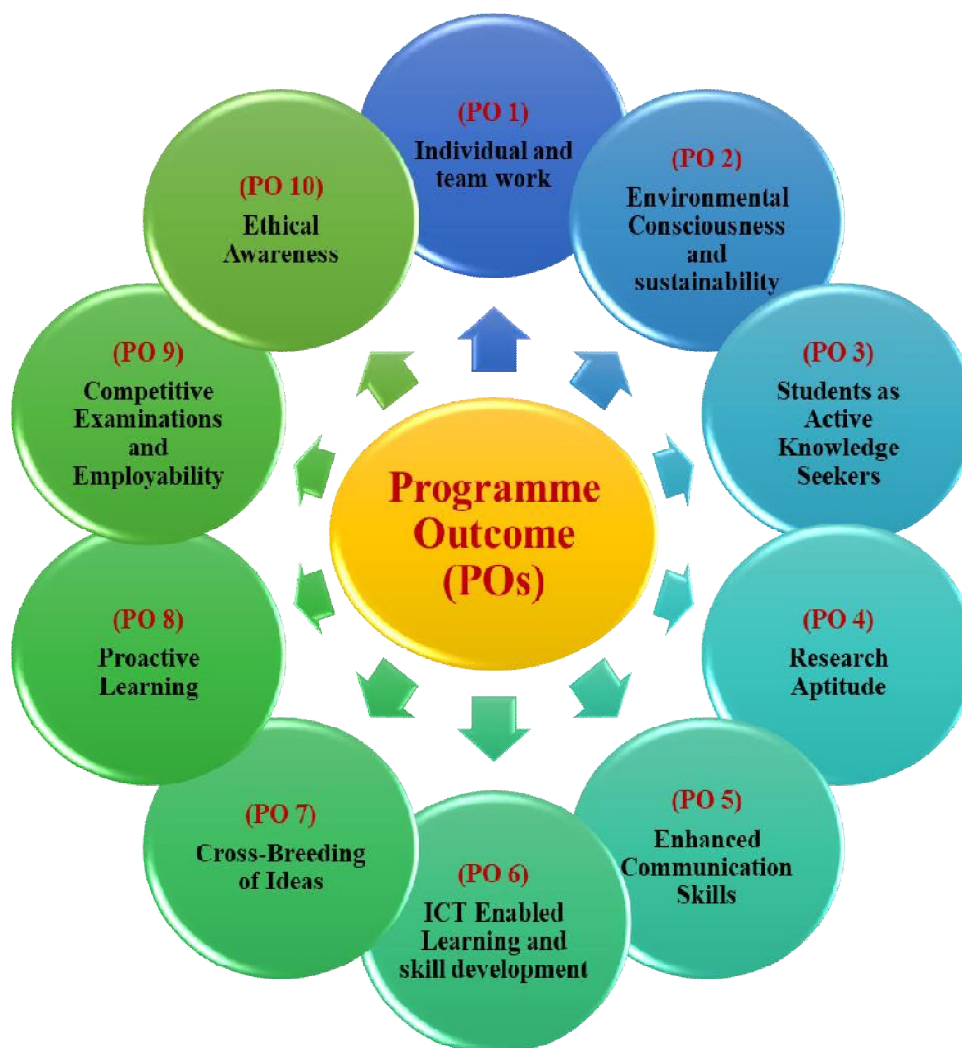 (PO 1)
Individual and
team work
(PO 2)
Environmental
Consciousness
and
sustainability
(PO 3)
Students as
Active
Knowledge
Seekers
(PO 4)
Research
Aptitude
(PO 5)
Enhanced
Communication
Skills
(PO 6)
ICT Enabled
Learning and
skill development
(PO 7)
Cross-Breeding
of Ideas
(PO 8)
Proactive
Learning
(PO 9)
Competitive
Examinations
and
Employability
(PO 10)
Ethical
Awareness
Programme
Outcome
(POs)